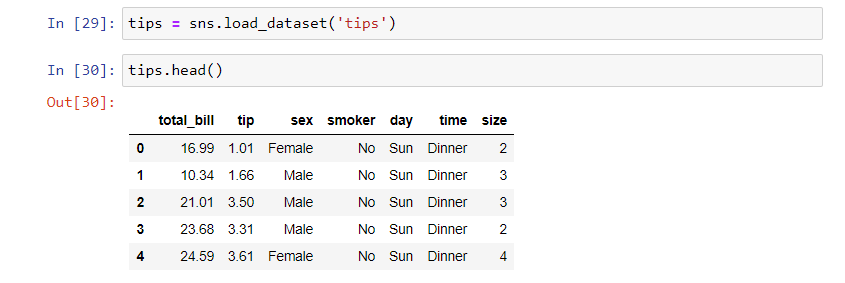 In [29]: tips = sns.load_dataset('tips')
In [30]: tips.head()
Out[30]:
total_bill tip sex smoker day time size
0 16.99 1.01 Female No Sun Dinner 2
1 10.34 1.66 Male No Sun Dinner 3
2 21.01 3.50 Male No Sun Dinner 3
3 23.68 3.31 Male No Sun Dinner 2
4 24.59 3.61 Female No Sun Dinner 4